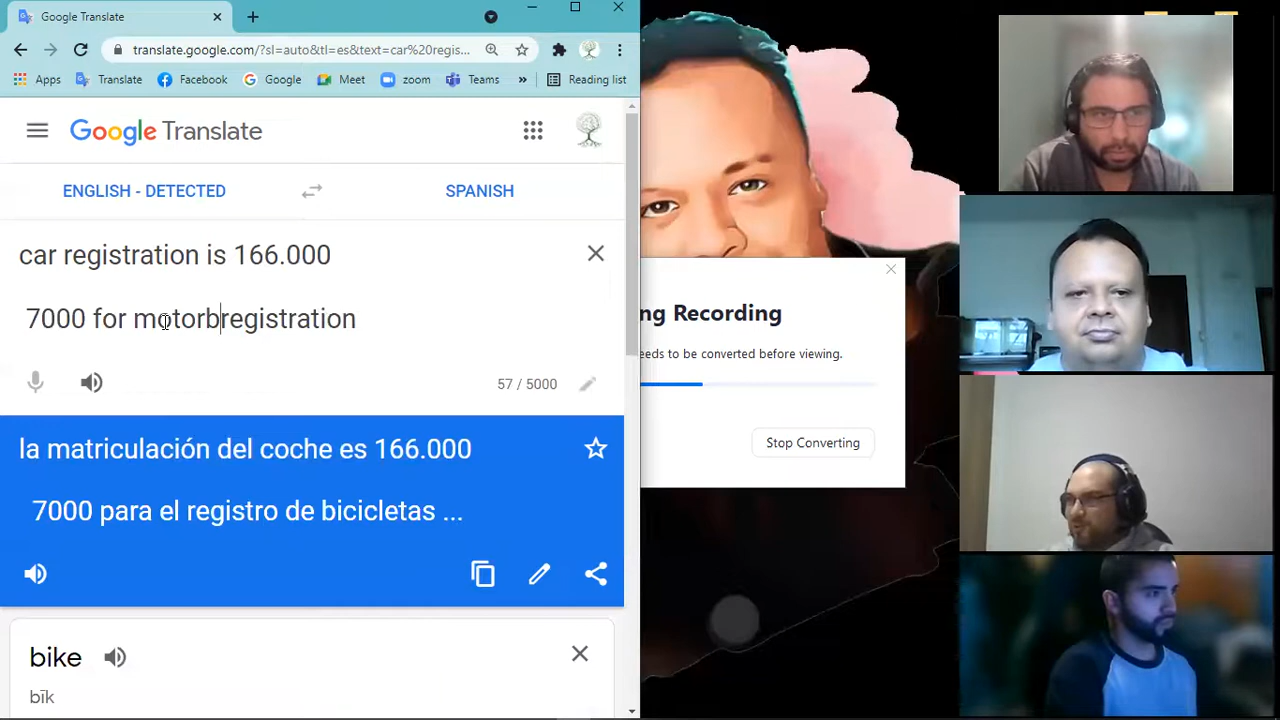 Google Translate
translate.google.com/?sl=auto&tl=es&text=car%20regis...
Apps Translate Facebook Google Meet zoom Teams » Reading list
Google Translate
ENGLISH - DETECTED SPANISH
car registration is 166.000
7000 for motorbregistration
57 / 5000
la matriculación del coche es 166.000
7000 para el registro de bicicletas ...
bike
bīk
ng Recording
eeds to be converted before viewing.
Stop Converting